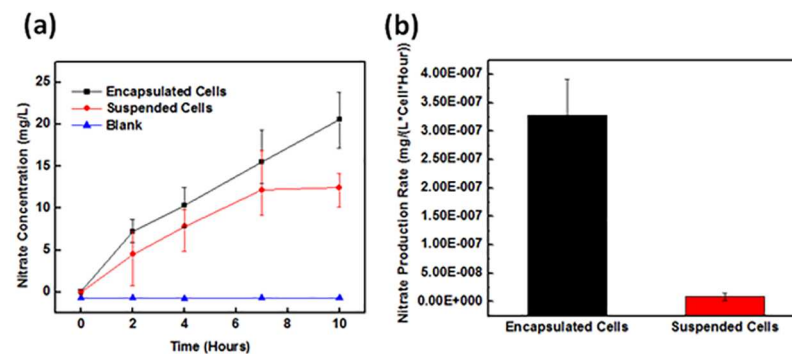 (a)
Nitrate Concentration (mg/L)
25
20
15
10
5
0
Encapsulated Cells
Suspended Cells
Blank
0 2 4 6 8 10
Time (Hours)
(b)
Nitrate Production Rate (mg/(L*Cell*Hour))
4.00E-007
3.50E-007
3.00E-007
2.50E-007
2.00E-007
1.50E-007
1.00E-007
5.00E-008
0.00E+000
Encapsulated Cells Suspended Cells